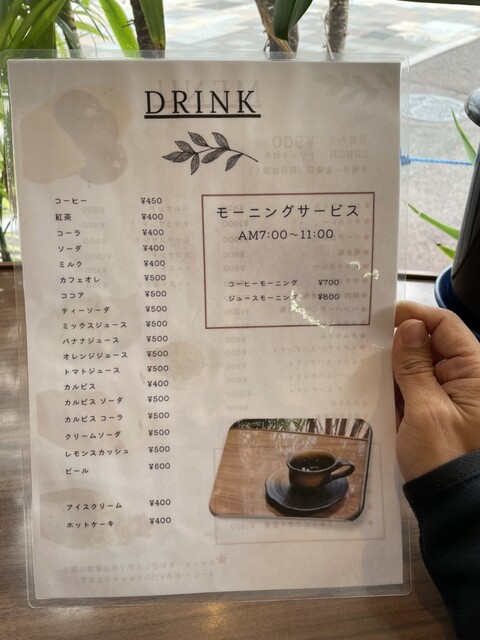 DRINK
コーヒー ¥450
紅茶 ¥400
コーラ ¥400
ソーダ ¥400
ミルク ¥400
カフェオレ ¥500
ココア ¥500
ティーソーダ ¥500
ミックスジュース ¥500
バナナジュース ¥500
オレンジジュース ¥500
トマトジュース ¥500
カルピス ¥400
カルピス ソーダ ¥500
カルピス コーラ ¥500
クリームソーダ ¥500
レモンスカッシュ ¥500
ビール ¥600
アイスクリーム ¥400
ホットケーキ ¥400
モーニングサービス
AM7:00~11:00
コーヒーモーニング ¥700
ジュースモーニング ¥800